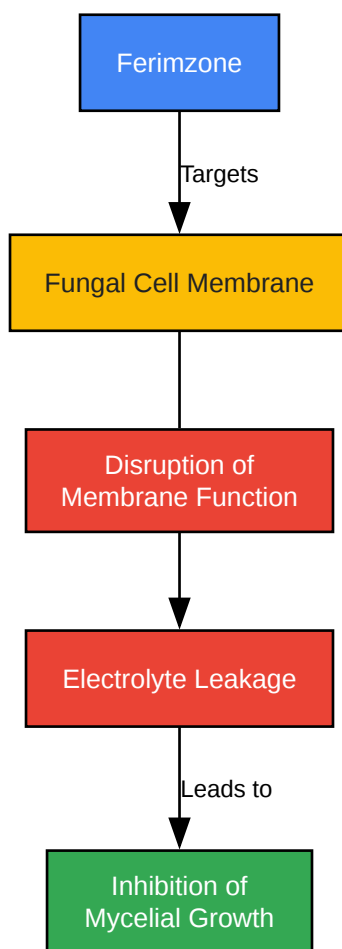 Ferimzone
Targets
Fungal Cell Membrane
Disruption of
Membrane Function
Electrolyte Leakage
Leads to
Inhibition of
Mycelial Growth